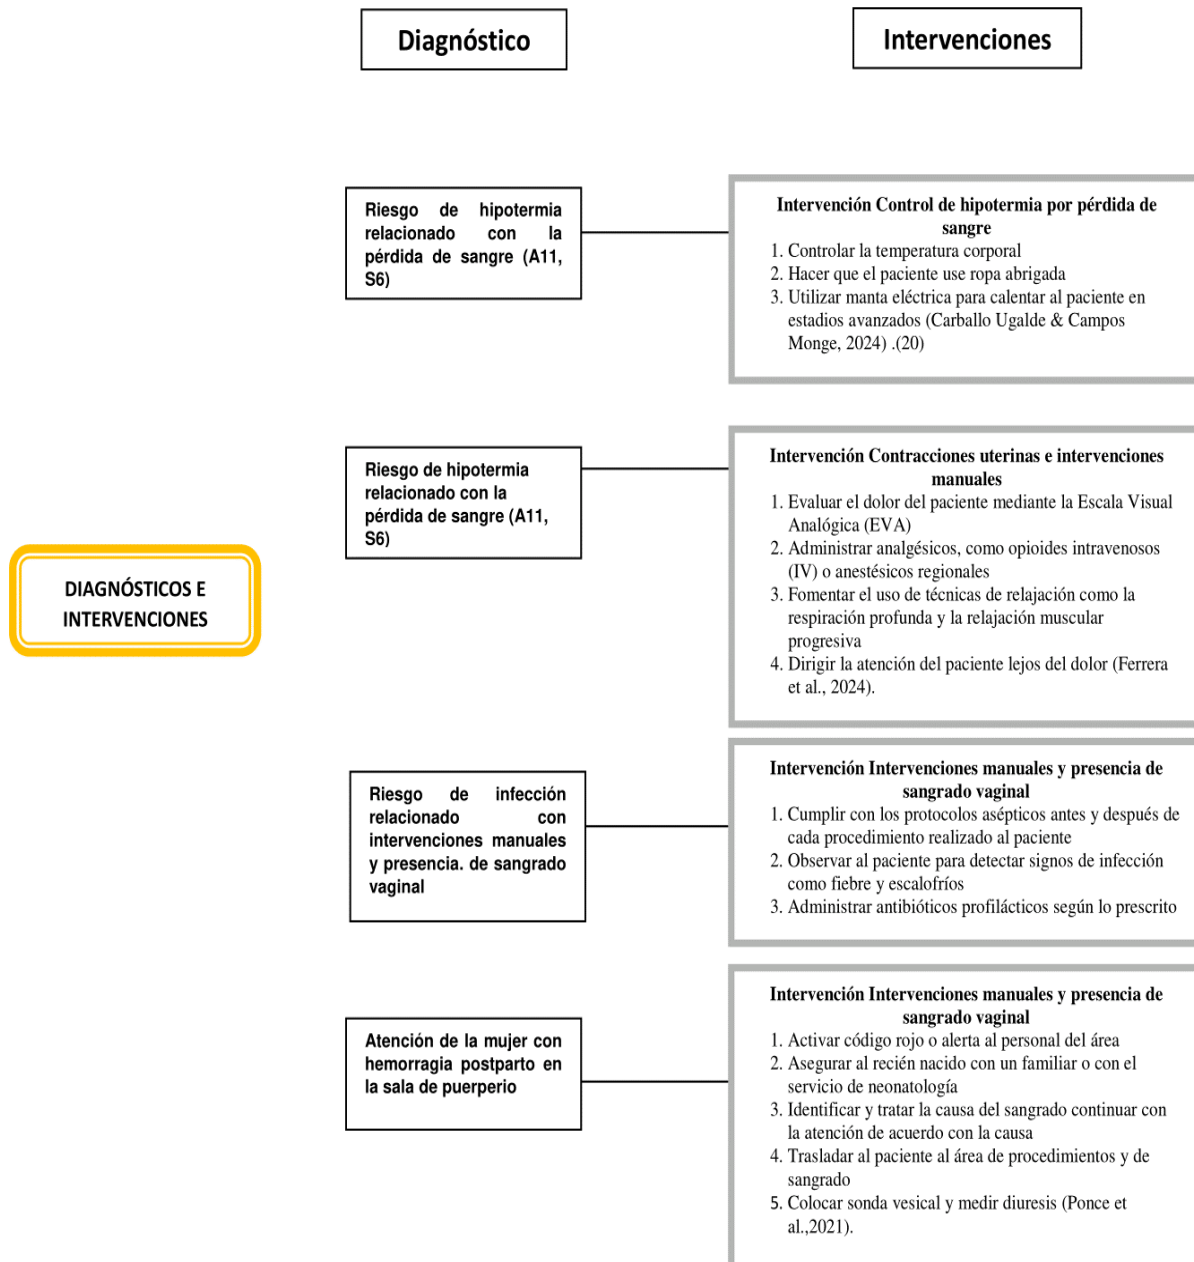 Diagnóstico
Intervenciones
Riesgo de hipotermia
relacionado con la
pérdida de sangre (A11,
S6)
Intervención Control de hipotermia por pérdida de
sangre
1. Controlar la temperatura corporal
2. Hacer que el paciente use ropa abrigada
3. Utilizar manta eléctrica para calentar al paciente en
estadios avanzados (Carballo Ugalde & Campos
Monge, 2024) .(20)
Riesgo de hipotermia
relacionado con la
pérdida de sangre (A11,
S6)
Intervención Contracciones uterinas e intervenciones
manuales
1. Evaluar el dolor del paciente mediante la Escala Visual
Analógica (EVA)
2. Administrar analgésicos, como opioides intravenosos
(IV) o anestésicos regionales
3. Fomentar el uso de técnicas de relajación como la
respiración profunda y la relajación muscular
progresiva
4. Dirigir la atención del paciente lejos del dolor (Ferrera
et al., 2024).
DIAGNÓSTICOS E
INTERVENCIONES
Riesgo de infección
relacionado con
intervenciones manuales
y presencia. de sangrado
vaginal
Intervención Intervenciones manuales y presencia de
sangrado vaginal
1. Cumplir con los protocolos asépticos antes y después de
cada procedimiento realizado al paciente
2. Observar al paciente para detectar signos de infección
como fiebre y escalofríos
3. Administrar antibióticos profilácticos según lo prescrito
Atención de la mujer con
hemorragia postparto en
la sala de puerperio
Intervención Intervenciones manuales y presencia de
sangrado vaginal
1. Activar código rojo o alerta al personal del área
2. Asegurar al recién nacido con un familiar o con el
servicio de neonatología
3. Identificar y tratar la causa del sangrado continuar con
la atención de acuerdo con la causa
4. Trasladar al paciente al área de procedimientos y de
sangrado
5. Colocar sonda vesical y medir diuresis (Ponce et
al.,2021).